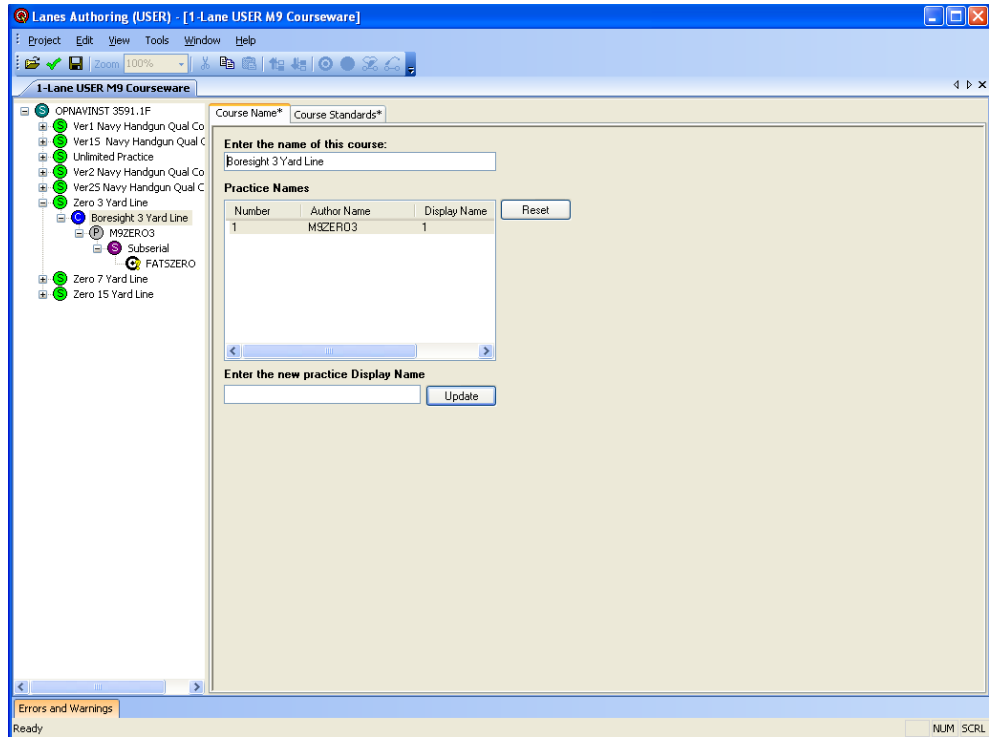 Lanes Authoring (USER) - [1-Lane USER M9 Courseware]
Project Edit View Tools Window Help
Zoom 100%
1-Lane USER M9 Courseware
S OPNAVINST 3591.1F
S Ver1 Navy Handgun Qual Co
S Ver1S Navy Handgun Qual C
S Unlimited Practice
S Ver2 Navy Handgun Qual Co
S Ver2S Navy Handgun Qual C
S Zero 3 Yard Line
C Boresight 3 Yard Line
P M9ZERO3
S Subserial
FATSZERO
S Zero 7 Yard Line
S Zero 15 Yard Line
Course Name* Course Standards*
Enter the name of this course:
Boresight 3 Yard Line
Practice Names
Number Author Name Display Name Reset
1 M9ZERO3 1
Enter the new practice Display Name
Update
Errors and Warnings
Ready NUM SCRL